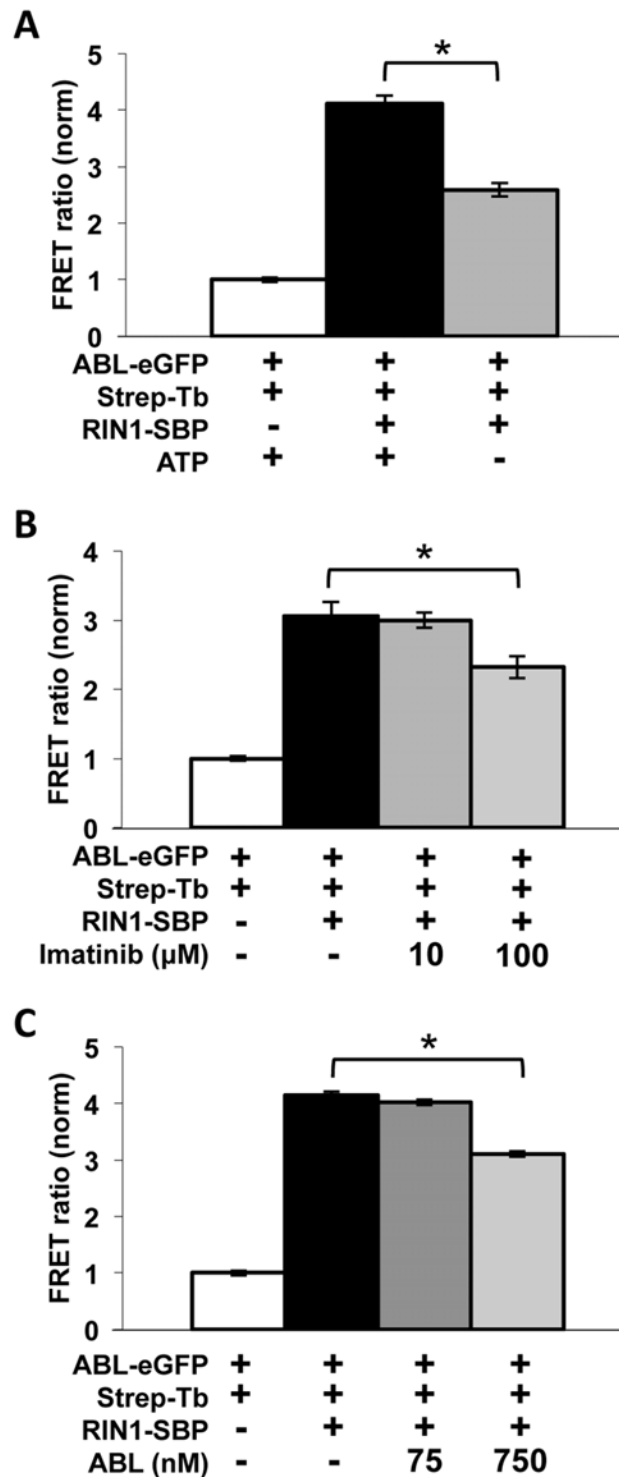 A
FRET ratio (norm)
5
4
3
2
1
0
*
ABL-eGFP + + +
Strep-Tb + + +
RIN1-SBP - + +
ATP + + -
B
FRET ratio (norm)
4
3
2
1
0
*
ABL-eGFP + + + +
Strep-Tb + + + +
RIN1-SBP - + + +
Imatinib (µM) - - 10 100
C
FRET ratio (norm)
5
4
3
2
1
0
*
ABL-eGFP + + + +
Strep-Tb + + + +
RIN1-SBP - + + +
ABL (nM) - - 75 750